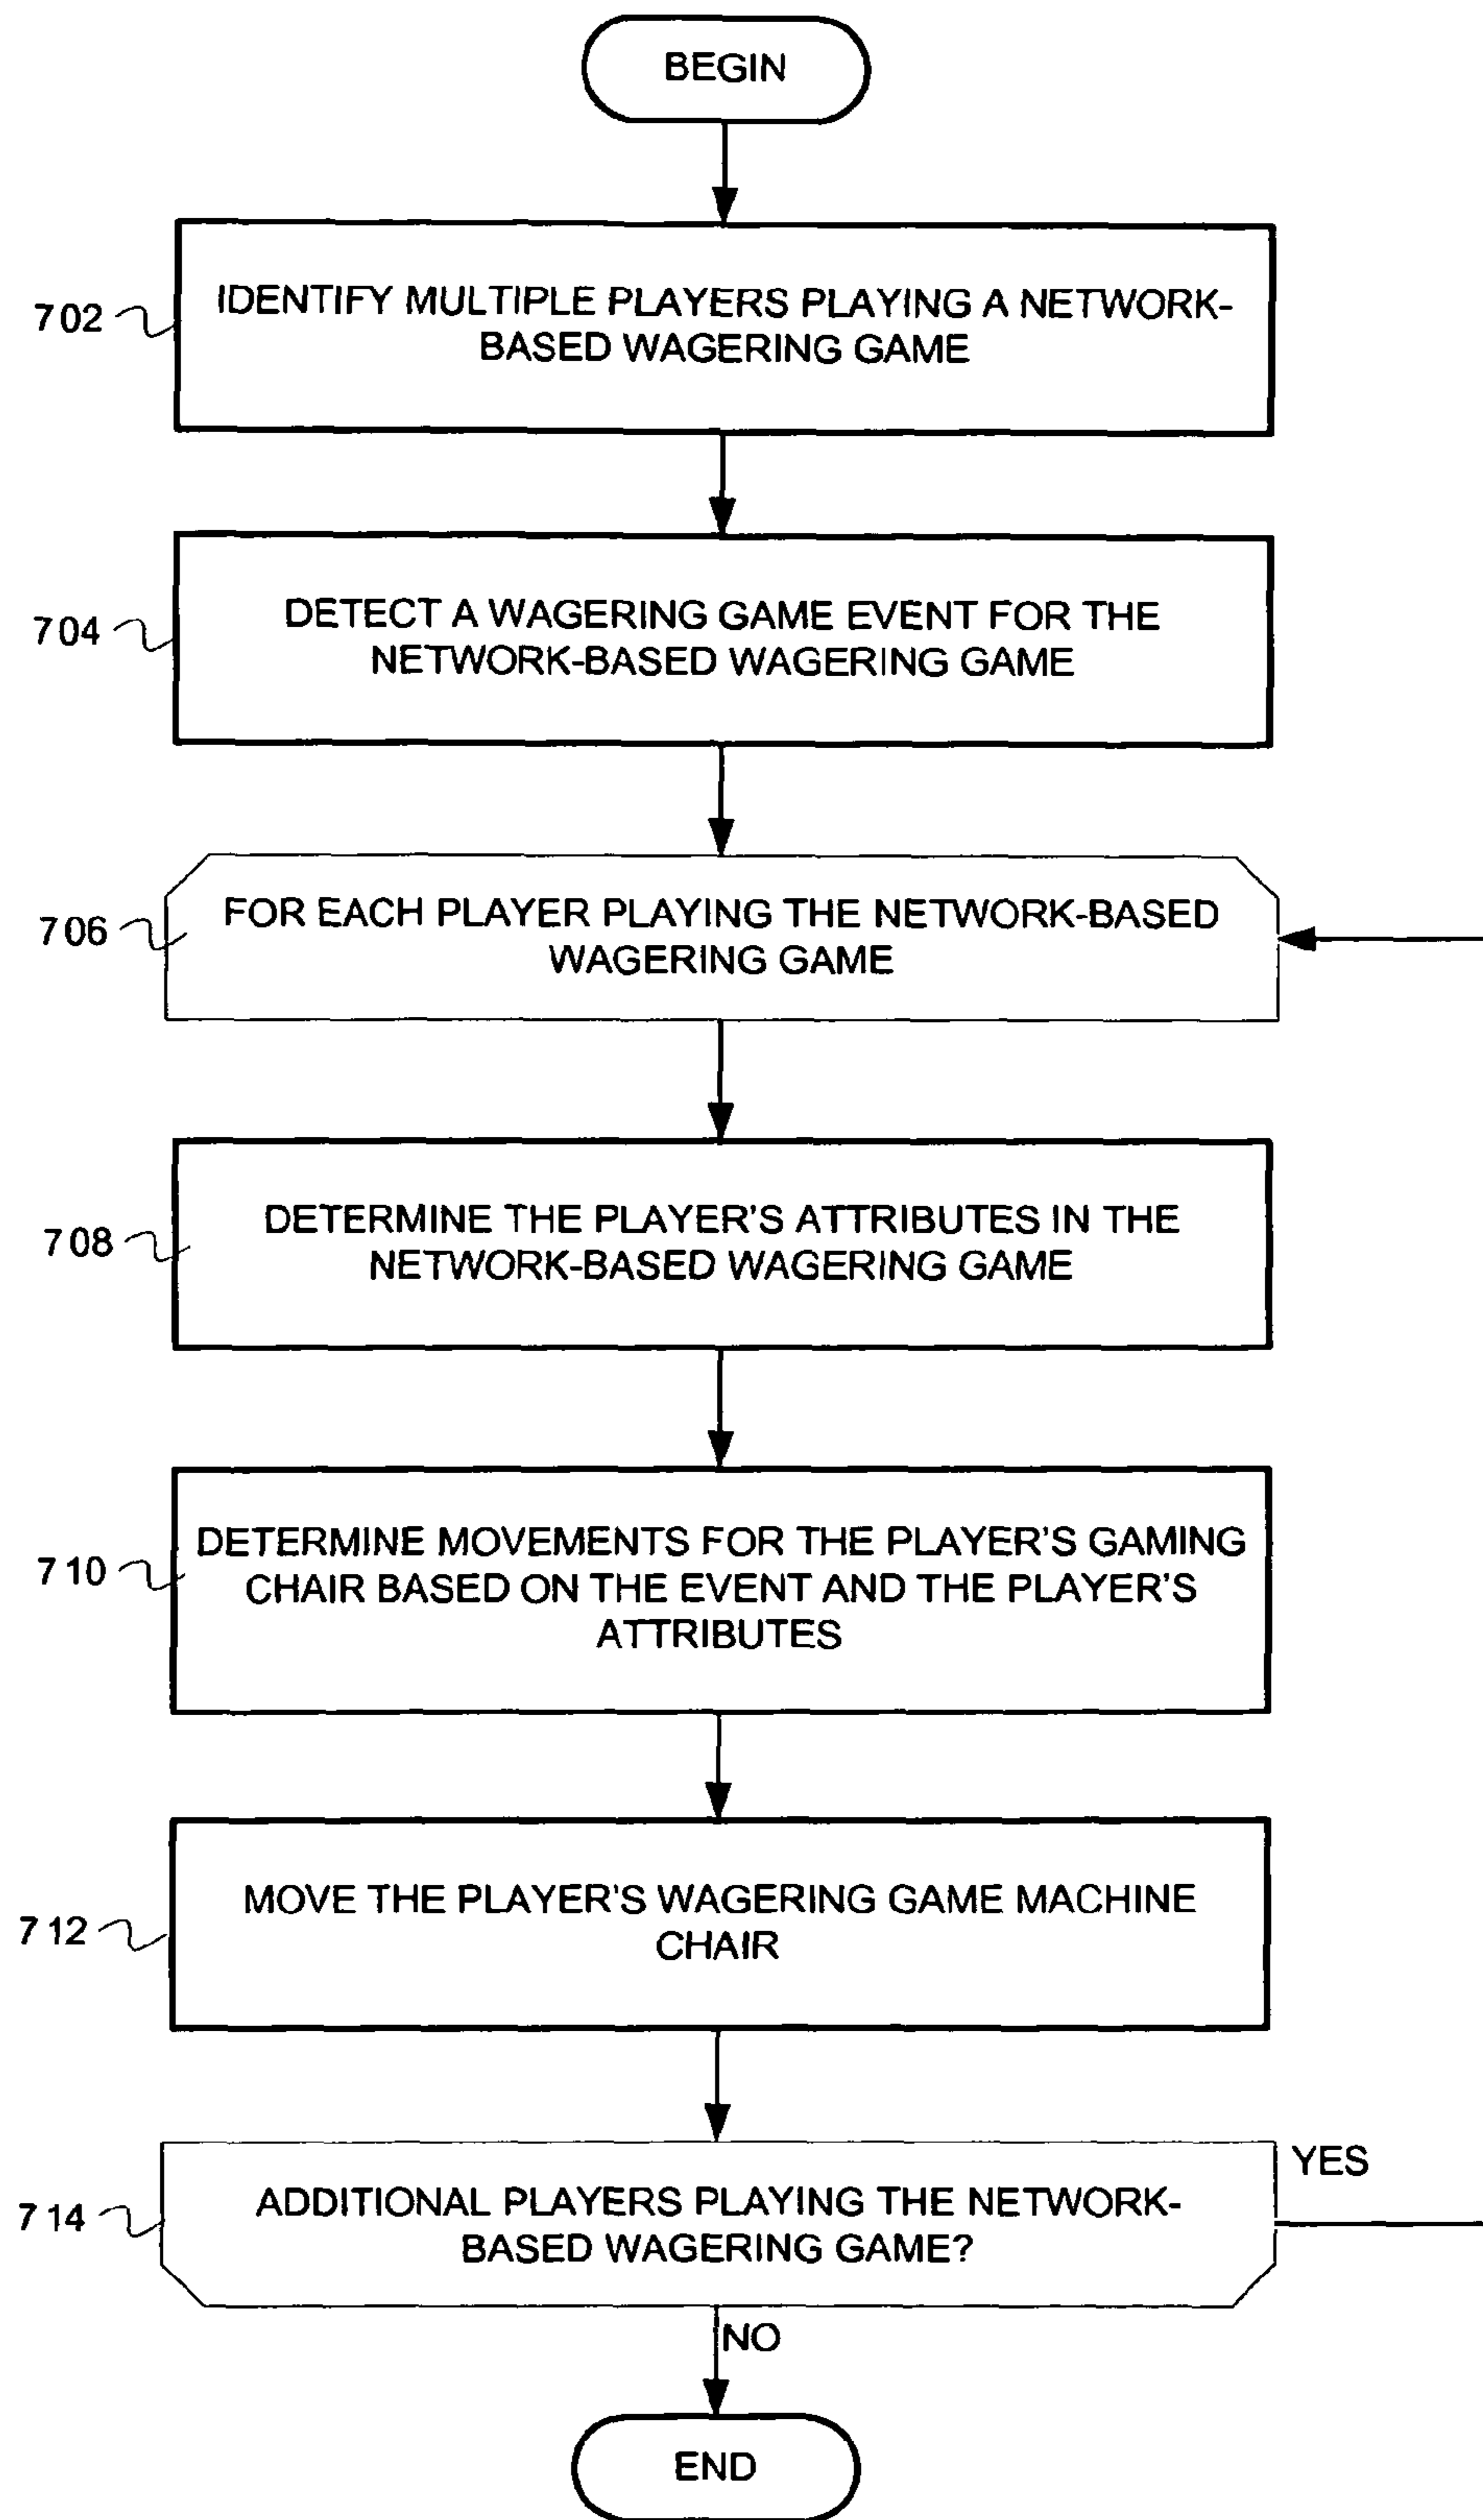 BEGIN
702
IDENTIFY MULTIPLE PLAYERS PLAYING A NETWORK-
BASED WAGERING GAME
704
DETECT A WAGERING GAME EVENT FOR THE
NETWORK-BASED WAGERING GAME
706
FOR EACH PLAYER PLAYING THE NETWORK-BASED
WAGERING GAME
708
DETERMINE THE PLAYER'S ATTRIBUTES IN THE
NETWORK-BASED WAGERING GAME
710
DETERMINE MOVEMENTS FOR THE PLAYER'S GAMING
CHAIR BASED ON THE EVENT AND THE PLAYER'S
ATTRIBUTES
712
MOVE THE PLAYER'S WAGERING GAME MACHINE
CHAIR
YES
714
ADDITIONAL PLAYERS PLAYING THE NETWORK-
BASED WAGERING GAME?
NO
END